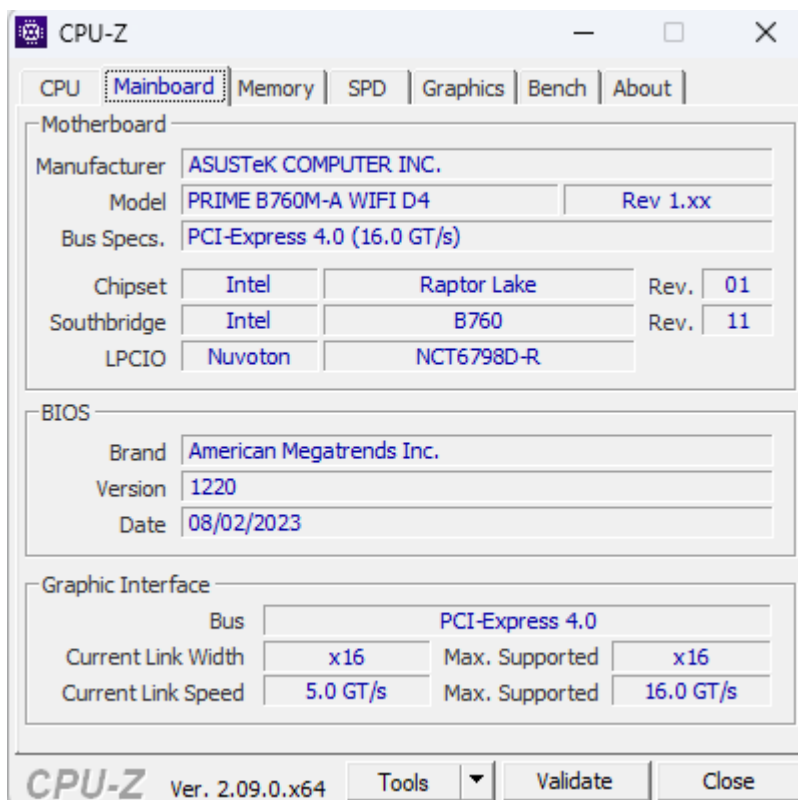 CPU-Z
CPU Mainboard Memory SPD Graphics Bench About
Motherboard
Manufacturer ASUSTeK COMPUTER INC.
Model PRIME B760M-A WIFI D4 Rev 1.xx
Bus Specs. PCI-Express 4.0 (16.0 GT/s)
Chipset Intel Raptor Lake Rev. 01
Southbridge Intel B760 Rev. 11
LPCIO Nuvoton NCT6798D-R
BIOS
Brand American Megatrends Inc.
Version 1220
Date 08/02/2023
Graphic Interface
Bus PCI-Express 4.0
Current Link Width x16 Max. Supported x16
Current Link Speed 5.0 GT/s Max. Supported 16.0 GT/s
CPU-Z Ver. 2.09.0.x64 Tools Validate Close